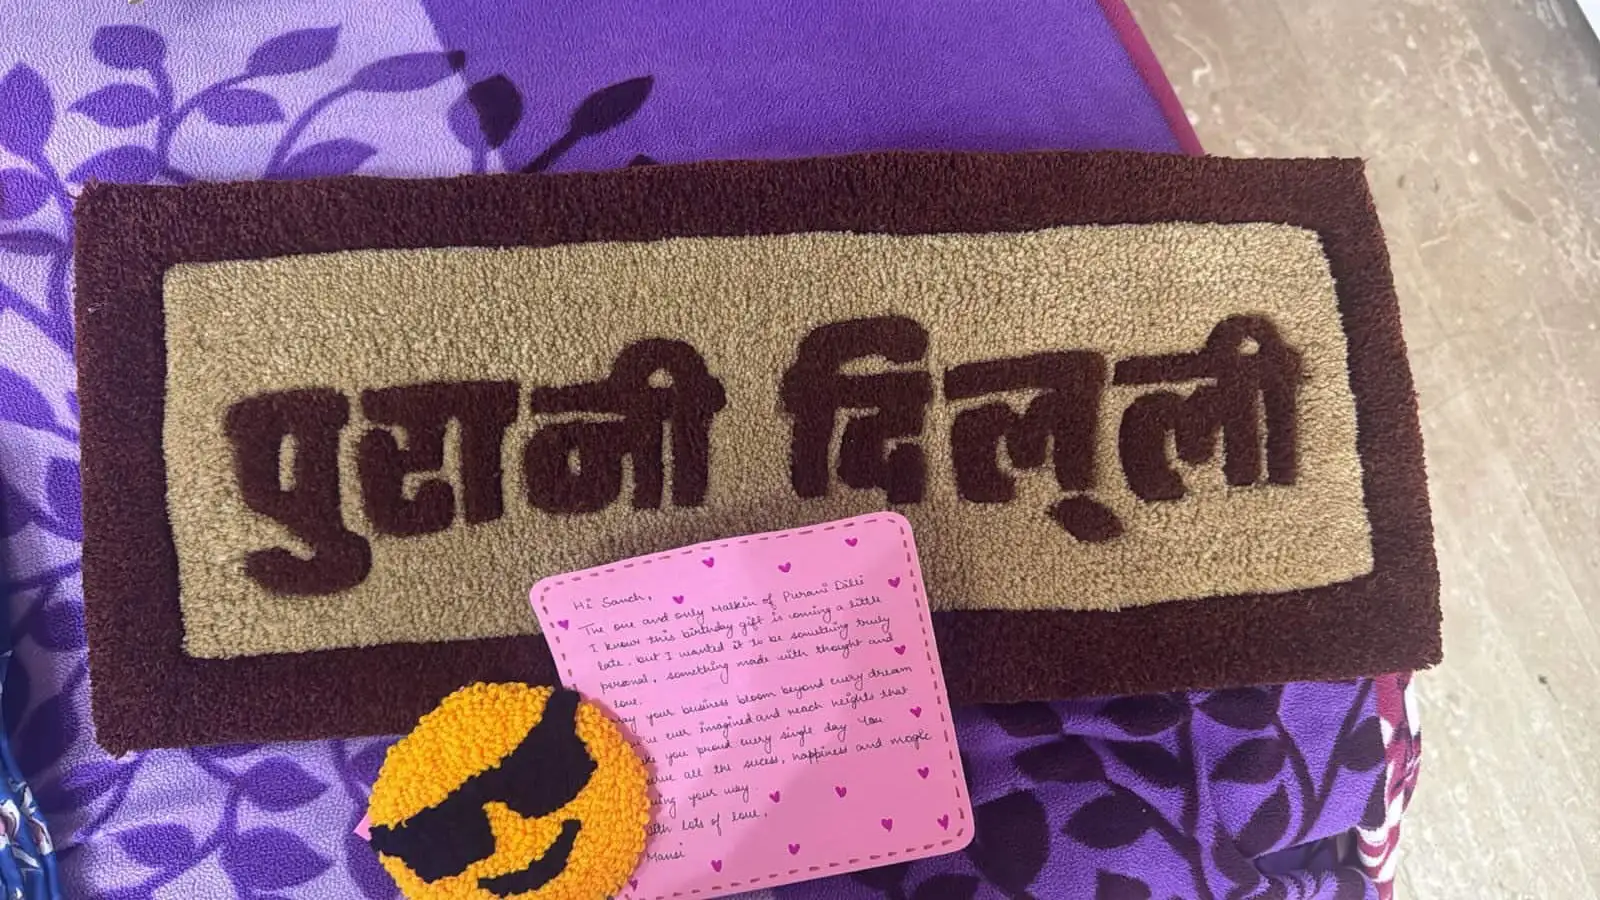 पुरानी दिल्ली
Hi Sanch,
The one and only Malkin of Purani Dilli
I know this birthday gift is coming a little
late, but I wanted it to be something truly
personal, something made with thought and
love.
your business bloom beyond every dream
ever imagined and reach heights that
you proud every single day You
all the sucess, happiness and magic
your way.
lots of love,
Mansi